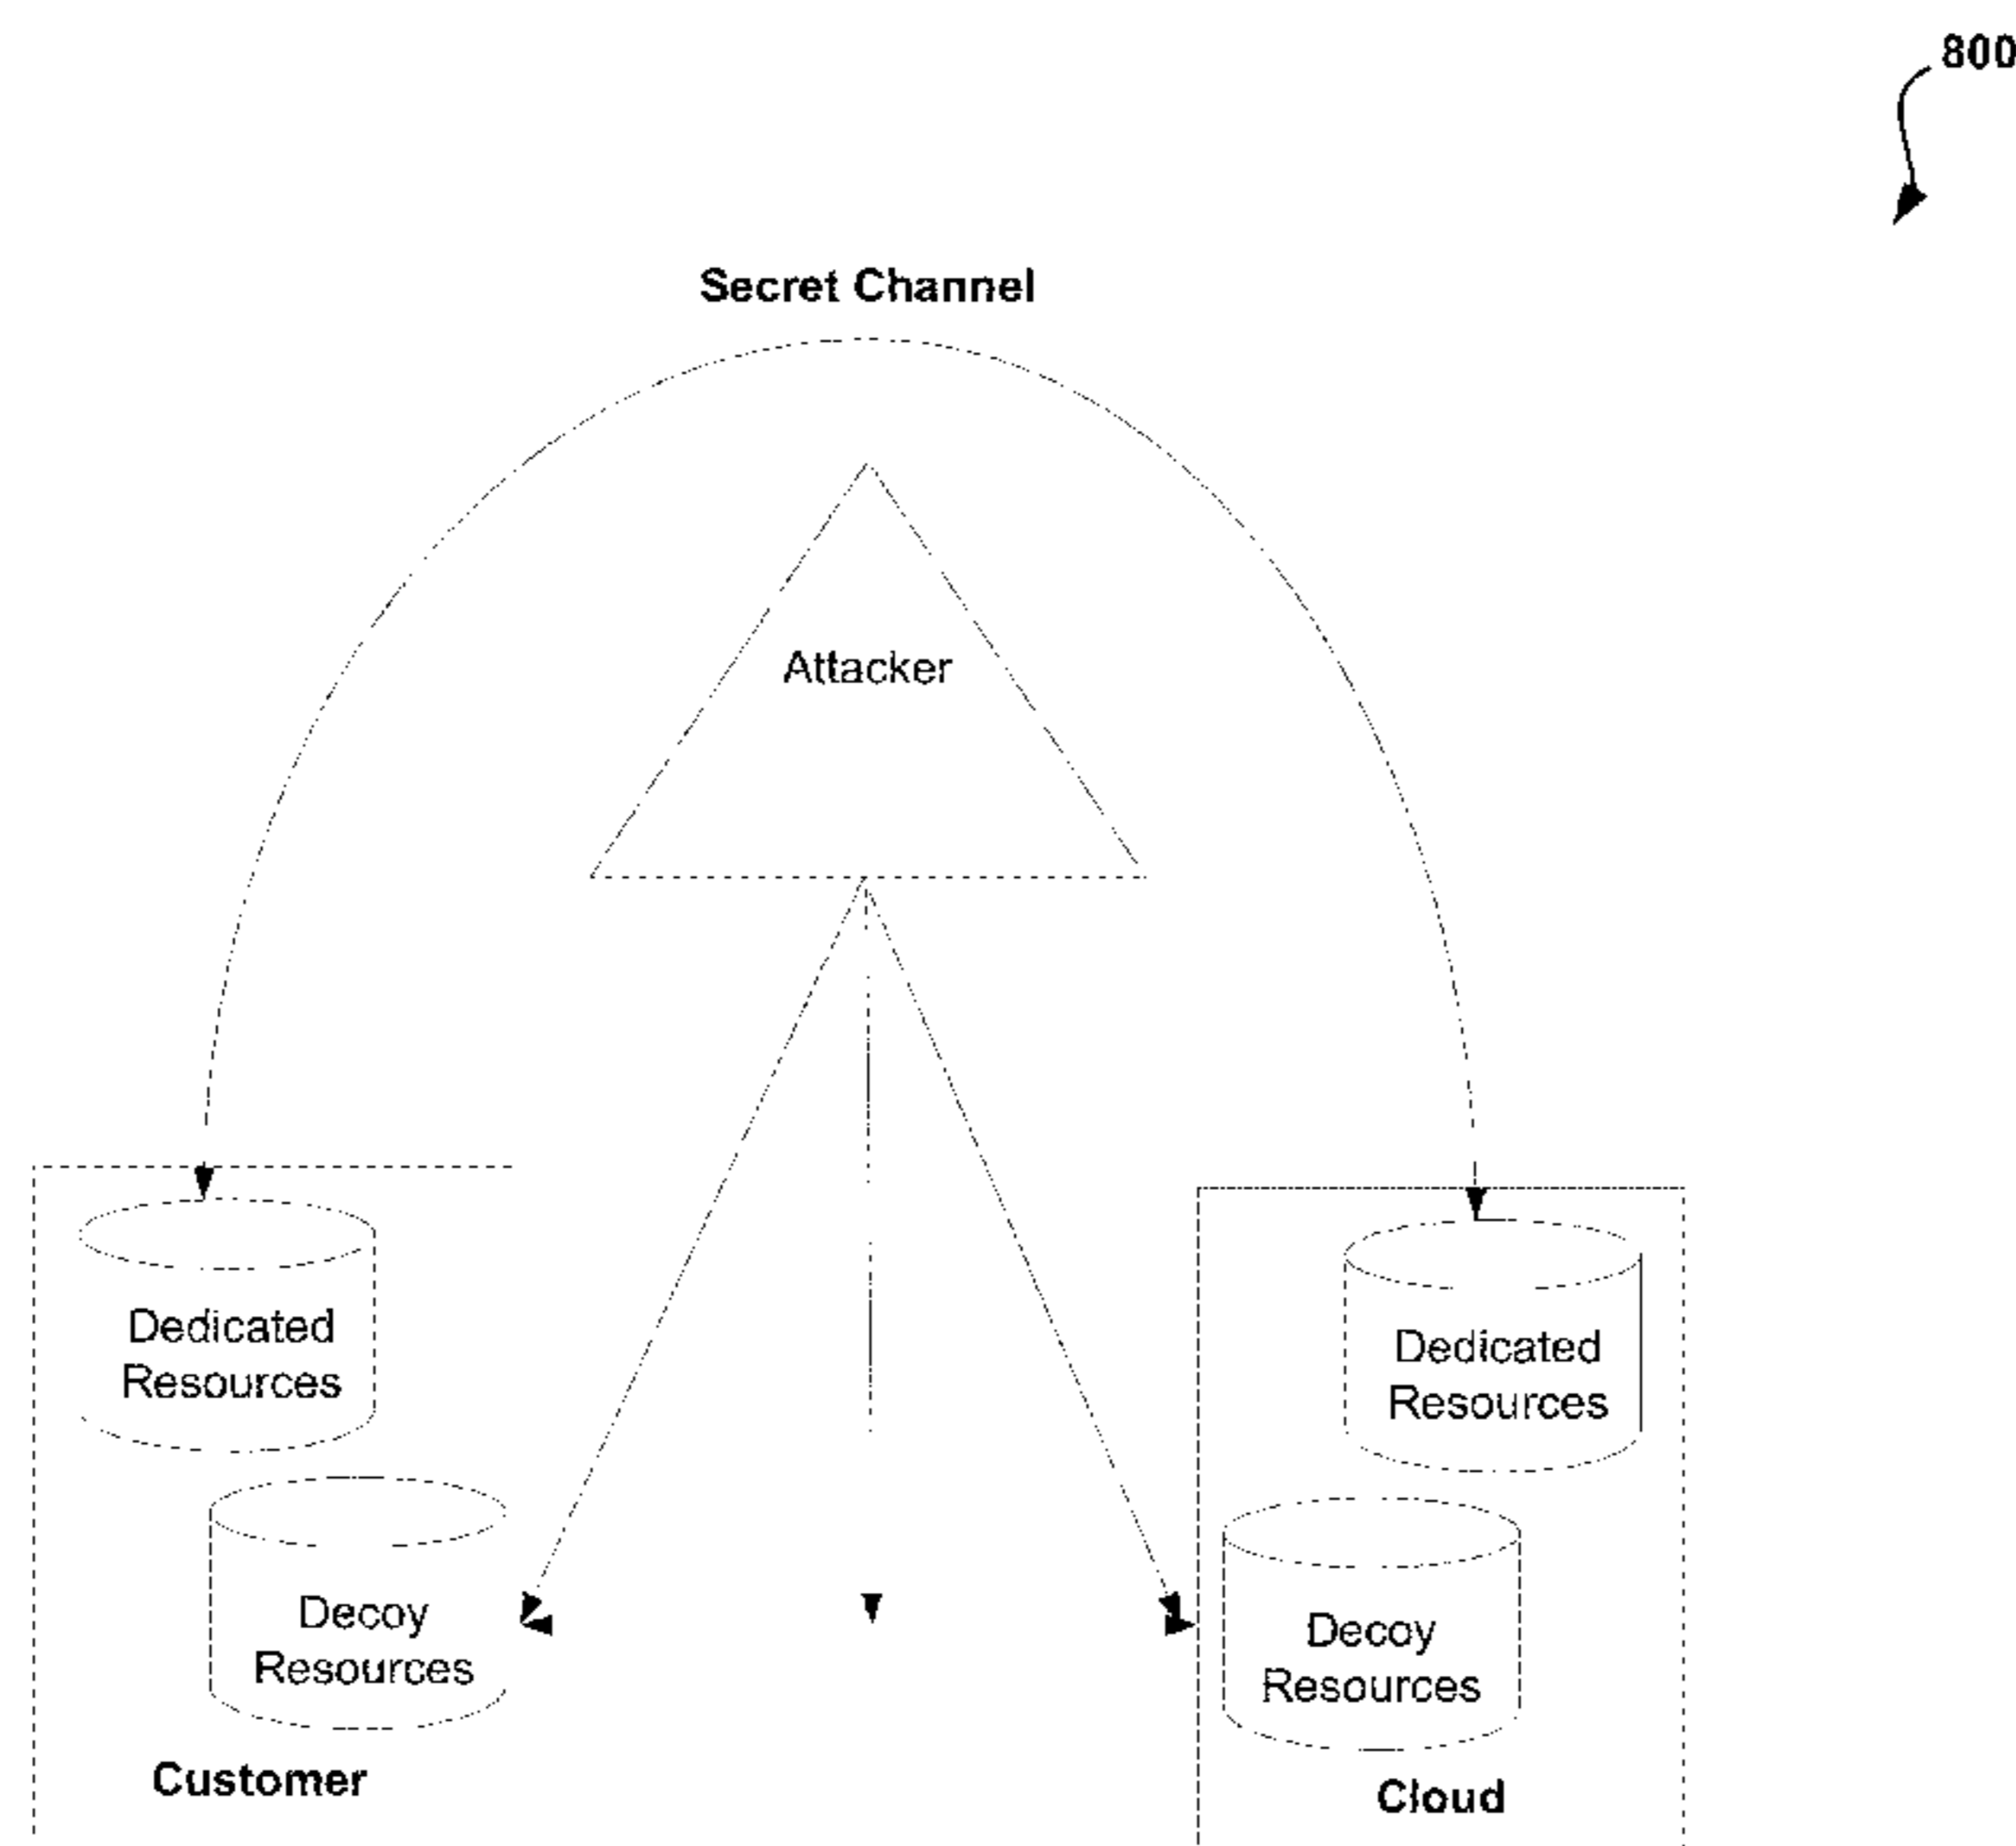 800
Secret Channel
Attacker
Dedicated
Resources
Decoy
Resources
Customer
Dedicated
Resources
Decoy
Resources
Cloud